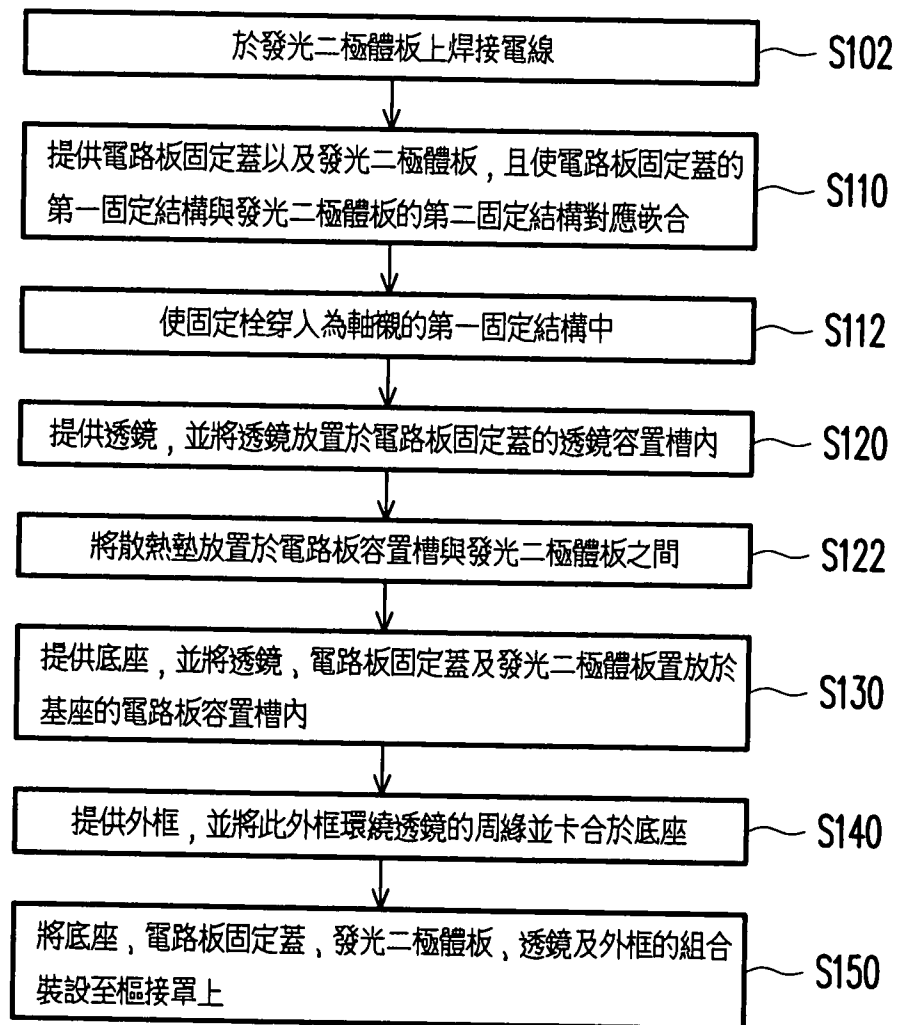 於發光二極體板上焊接電線
S102
提供電路板固定蓋以及發光二極體板，且使電路板固定蓋的
第一固定結構與發光二極體板的第二固定結構對應嵌合
S110
使固定栓穿入為軸襯的第一固定結構中
S112
提供透鏡，並將透鏡放置於電路板固定蓋的透鏡容置槽內
S120
將散熱墊放置於電路板容置槽與發光二極體板之間
S122
提供底座，並將透鏡、電路板固定蓋及發光二極體板置放於
基座的電路板容置槽內
S130
提供外框，並將此外框環繞透鏡的周緣並卡合於底座
S140
將底座，電路板固定蓋，發光二極體板，透鏡及外框的組合
裝設至樞接罩上
S150